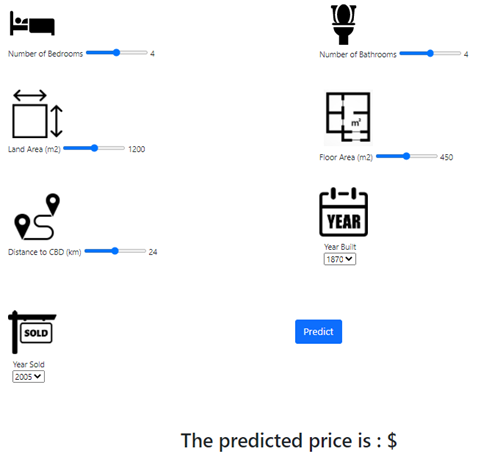 Number of Bedrooms 4
Number of Bathrooms 4
m²
Land Area (m2) 1200
Floor Area (m2) 450
YEAR
Distance to CBD (km) 24
Year Built
1870
SOLD
Predict
Year Sold
2005
The predicted price is : $